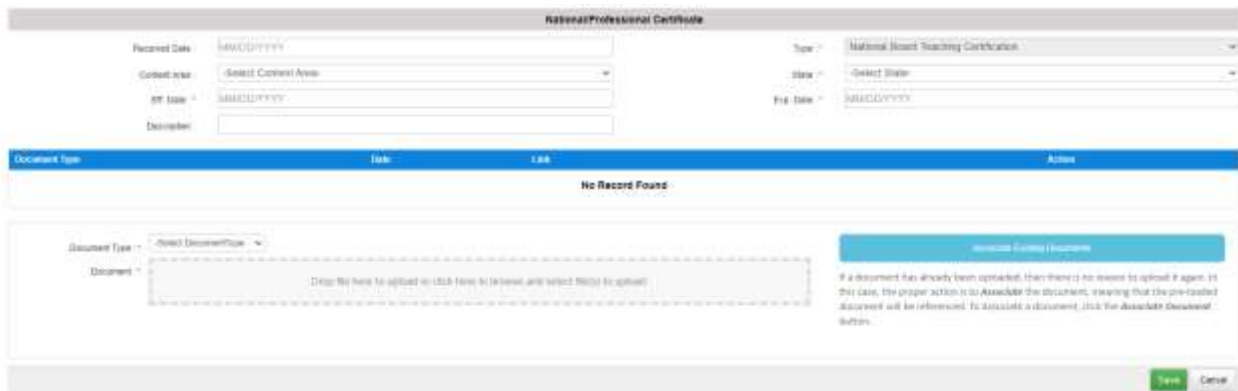 National/Professional Certificate
Received Date MM/DD/YYYY Type * National Board Teaching Certification
Content Area -Select Content Area- State * -Select State-
Eff. Date * MM/DD/YYYY Exp. Date * MM/DD/YYYY
Description
Document Type Date Link Action
No Record Found
Document Type * -Select DocumentType-
Associate Existing Documents
Document * Drop file here to upload or click here to browse and select file(s) to upload
If a document has already been uploaded, then there is no reason to upload it again. In
this case, the proper action is to Associate the document, meaning that the pre-loaded
document will be referenced. To Associate a document, click the Associate Document
button.
Save Cancel